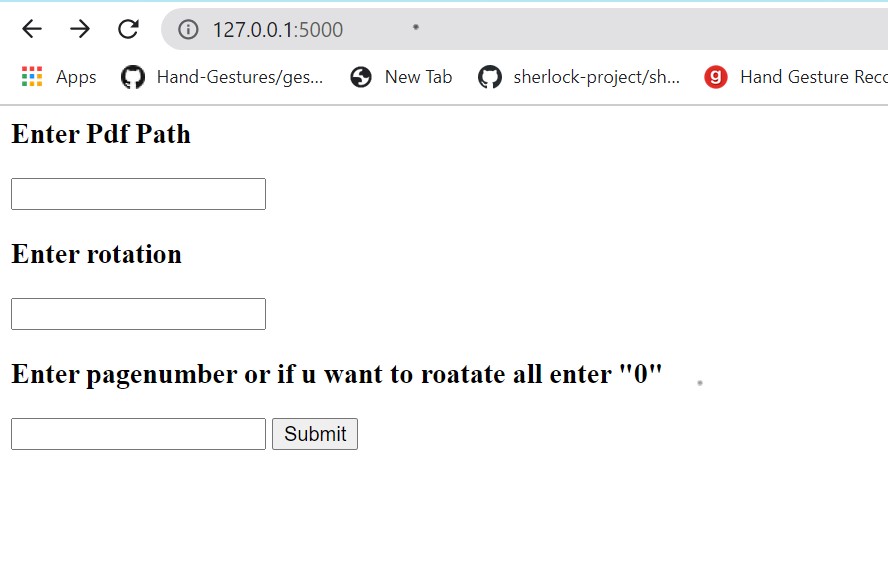 127.0.0.1:5000
Apps Hand-Gestures/ges... New Tab sherlock-project/sh... g Hand Gesture Reco
Enter Pdf Path
Enter rotation
Enter pagenumber or if u want to roatate all enter "0"
Submit